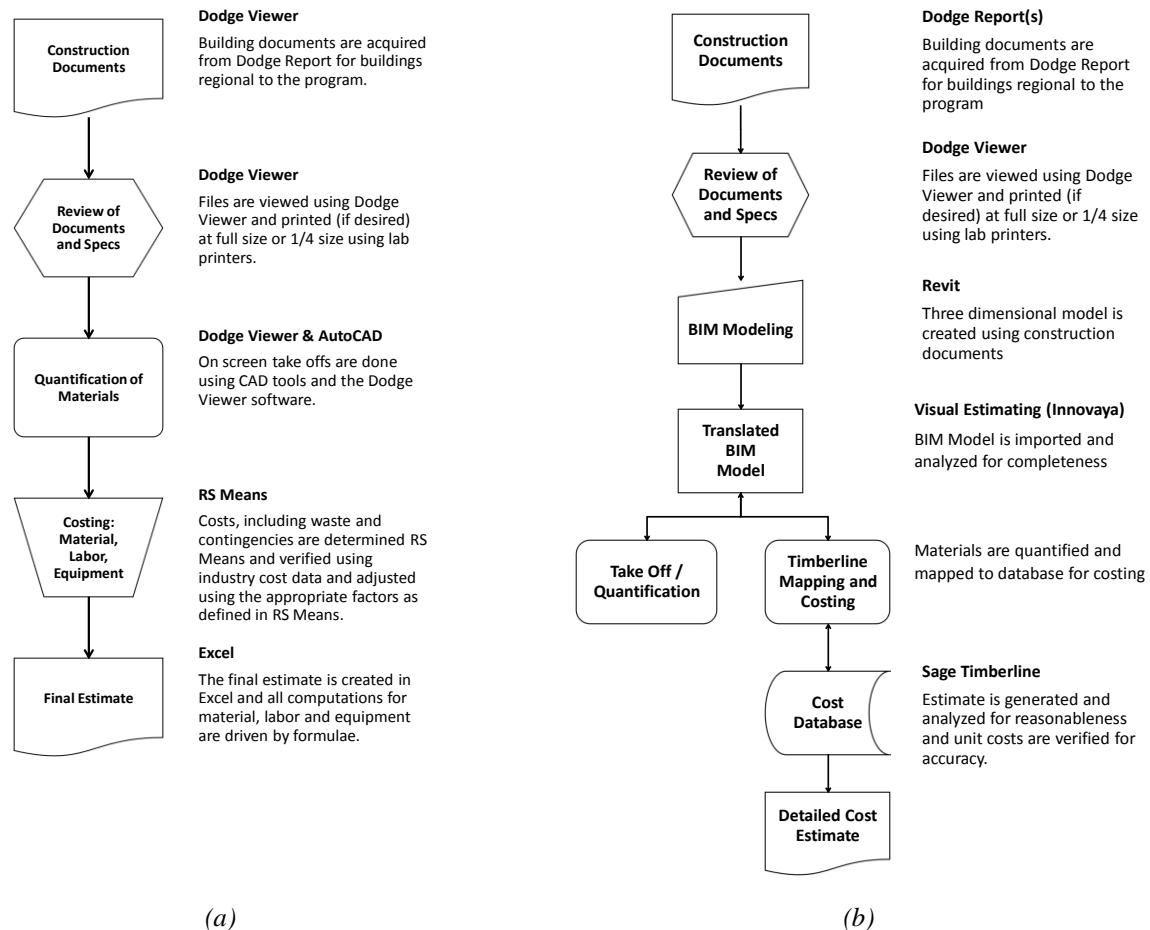 Construction
Documents
Dodge Viewer
Building documents are acquired
from Dodge Report for buildings
regional to the program.
Review of
Documents
and Specs
Dodge Viewer
Files are viewed using Dodge
Viewer and printed (if desired)
at full size or 1/4 size using lab
printers.
Quantification of
Materials
Dodge Viewer & AutoCAD
On screen take offs are done
using CAD tools and the Dodge
Viewer software.
Costing:
Material,
Labor,
Equipment
RS Means
Costs, including waste and
contingencies are determined RS
Means and verified using
industry cost data and adjusted
using the appropriate factors as
defined in RS Means.
Final Estimate
Excel
The final estimate is created in
Excel and all computations for
material, labor and equipment
are driven by formulae.
(a)
Construction
Documents
Dodge Report(s)
Building documents are
acquired from Dodge Report
for buildings regional to the
program
Review of
Documents
and Specs
Dodge Viewer
Files are viewed using Dodge
Viewer and printed (if
desired) at full size or 1/4 size
using lab printers.
BIM Modeling
Revit
Three dimensional model is
created using construction
documents
Translated
BIM
Model
Visual Estimating (Innovaya)
BIM Model is imported and
analyzed for completeness
Take Off /
Quantification
Timberline
Mapping and
Costing
Materials are quantified and
mapped to database for costing
Cost
Database
Sage Timberline
Estimate is generated and
analyzed for reasonableness
and unit costs are verified for
accuracy.
Detailed Cost
Estimate
(b)